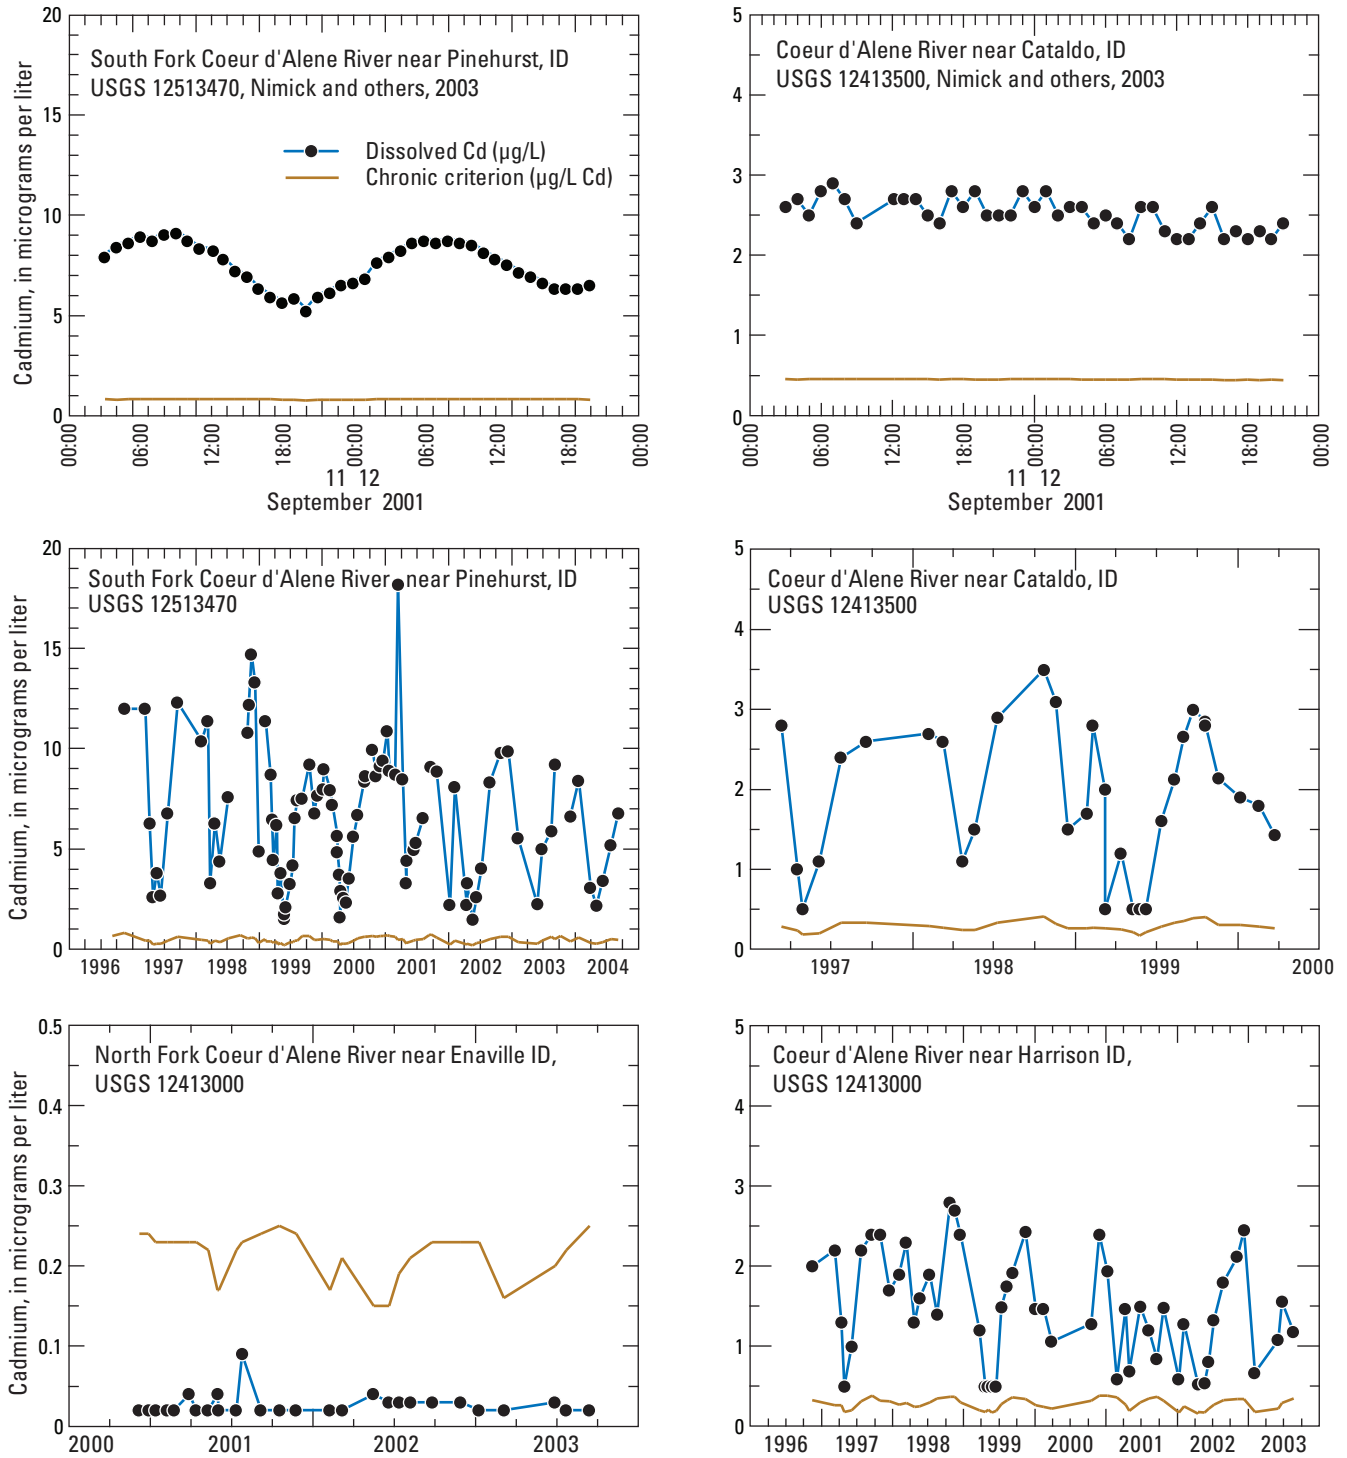 South Fork Coeur d'Alene River near Pinehurst, ID
USGS 12513470, Nimick and others, 2003
Dissolved Cd (µg/L)
Chronic criterion (µg/L Cd)
Cadmium, in micrograms per liter
20
15
10
5
0
00:00 06:00 12:00 18:00 00:00 06:00 12:00 18:00 00:00
11 12
September 2001
Coeur d'Alene River near Cataldo, ID
USGS 12413500, Nimick and others, 2003
5
4
3
2
1
0
00:00 06:00 12:00 18:00 00:00 06:00 12:00 18:00 00:00
11 12
September 2001
South Fork Coeur d'Alene River near Pinehurst, ID
USGS 12513470
Cadmium, in micrograms per liter
20
15
10
5
0
1996 1997 1998 1999 2000 2001 2002 2003 2004
Coeur d'Alene River near Cataldo, ID
USGS 12413500
5
4
3
2
1
0
1997 1998 1999 2000
North Fork Coeur d'Alene River near Enaville ID,
USGS 12413000
Cadmium, in micrograms per liter
0.5
0.4
0.3
0.2
0.1
0
2000 2001 2002 2003
Coeur d'Alene River near Harrison ID,
USGS 12413000
5
4
3
2
1
0
1996 1997 1998 1999 2000 2001 2002 2003